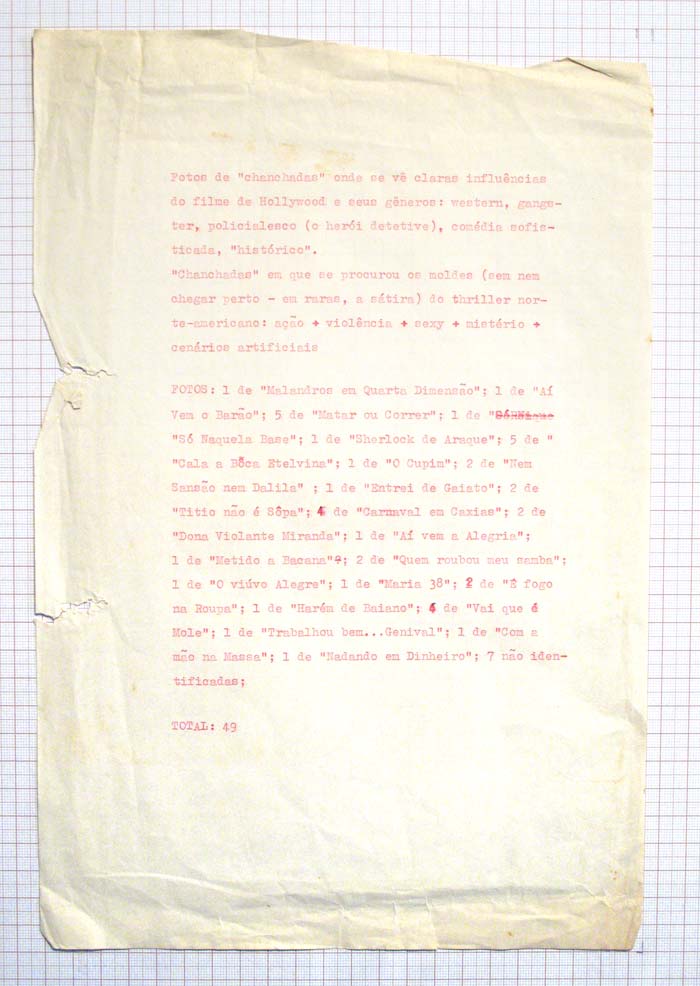 Fotos de "chanchadas" onde se vê claras influências
do filme de Hollywood e seus gêneros: western, gangs-
ter, policialesco (o herói detetive), comédia sofis-
ticada, "histórico".
"Chanchadas" em que se procurou os moldes (sem nem
chegar perto - em raras, a sátira) do thriller nor-
te-americano: ação + violência + sexy + mistério +
cenários artificiais
FOTOS: 1 de "Malandros em Quarta Dimensão"; 1 de "Aí
Vem o Barão"; 5 de "Matar ou Correr"; 1 de "
"Só Naquela Base"; 1 de "Sherlock de Araque"; 5 de "
"Cala a Bôca Etelvina"; 1 de "O Cupim"; 2 de "Nem
Sansão nem Dalila" ; 1 de "Entrei de Gaiato"; 2 de
"Titio não é Sôpa"; 4 de "Carnaval em Caxias"; 2 de
"Dona Violante Miranda"; 1 de "Aí vem a Alegria";
1 de "Metido a Bacana"; 2 de "Quem roubou meu samba";
1 de "O viúvo Alegre"; 1 de "Maria 38"; 2 de "É fogo
na Roupa"; 1 de "Harém de Baiano"; 4 de "Vai que é
Mole"; 1 de "Trabalhou bem...Genival"; 1 de "Com a
mão na Massa"; 1 de "Nadando em Dinheiro"; 7 não iden-
tificadas;
TOTAL: 49